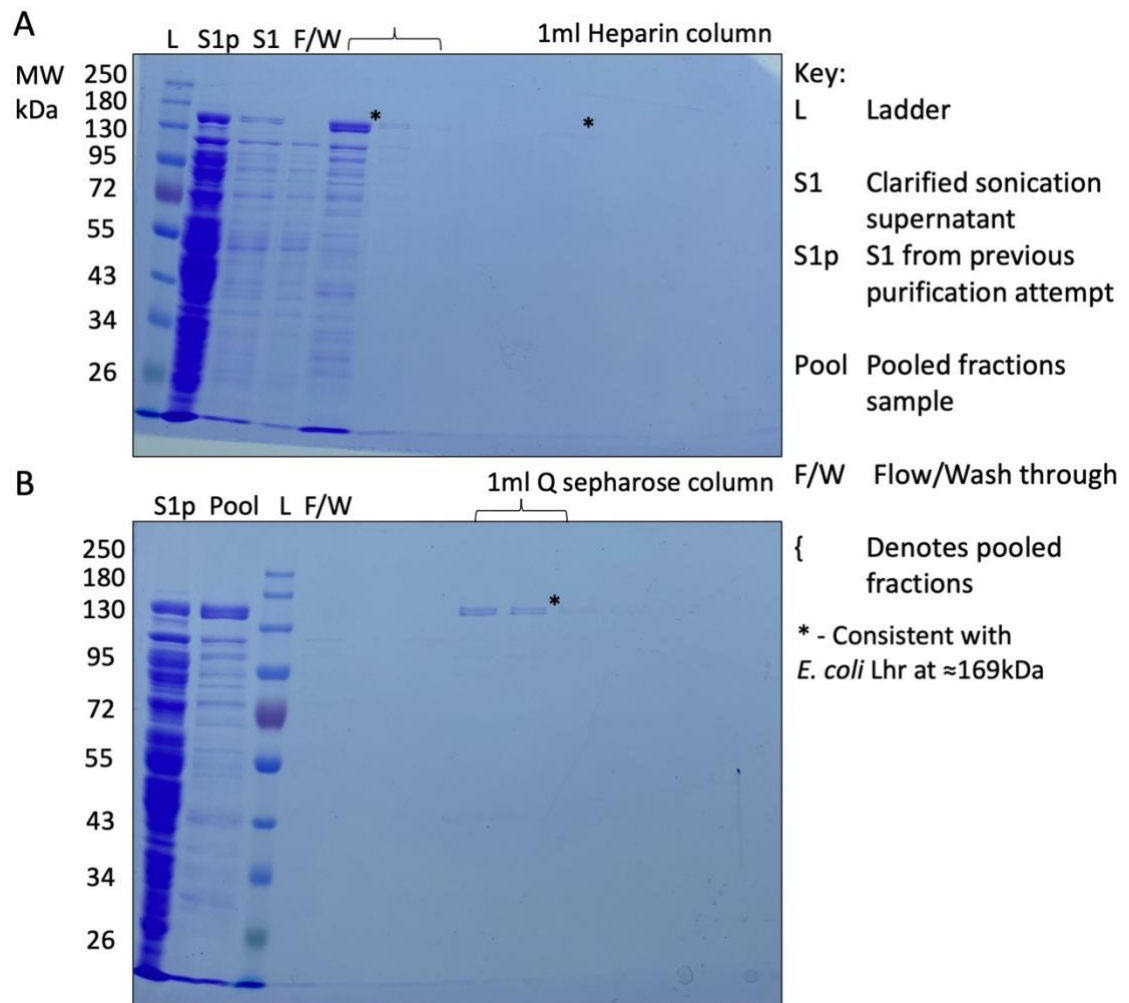 A
L S1p S1 F/W
1ml Heparin column
MW
kDa
250
180
130
95
72
55
43
34
26
*
*
B
S1p Pool L F/W
1ml Q sepharose column
250
180
130
95
72
55
43
34
26
*
Key:
L Ladder
S1 Clarified sonication
supernatant
S1p S1 from previous
purification attempt
Pool Pooled fractions
sample
F/W Flow/Wash through
{ Denotes pooled
fractions
* - Consistent with
E. coli Lhr at ≈169kDa